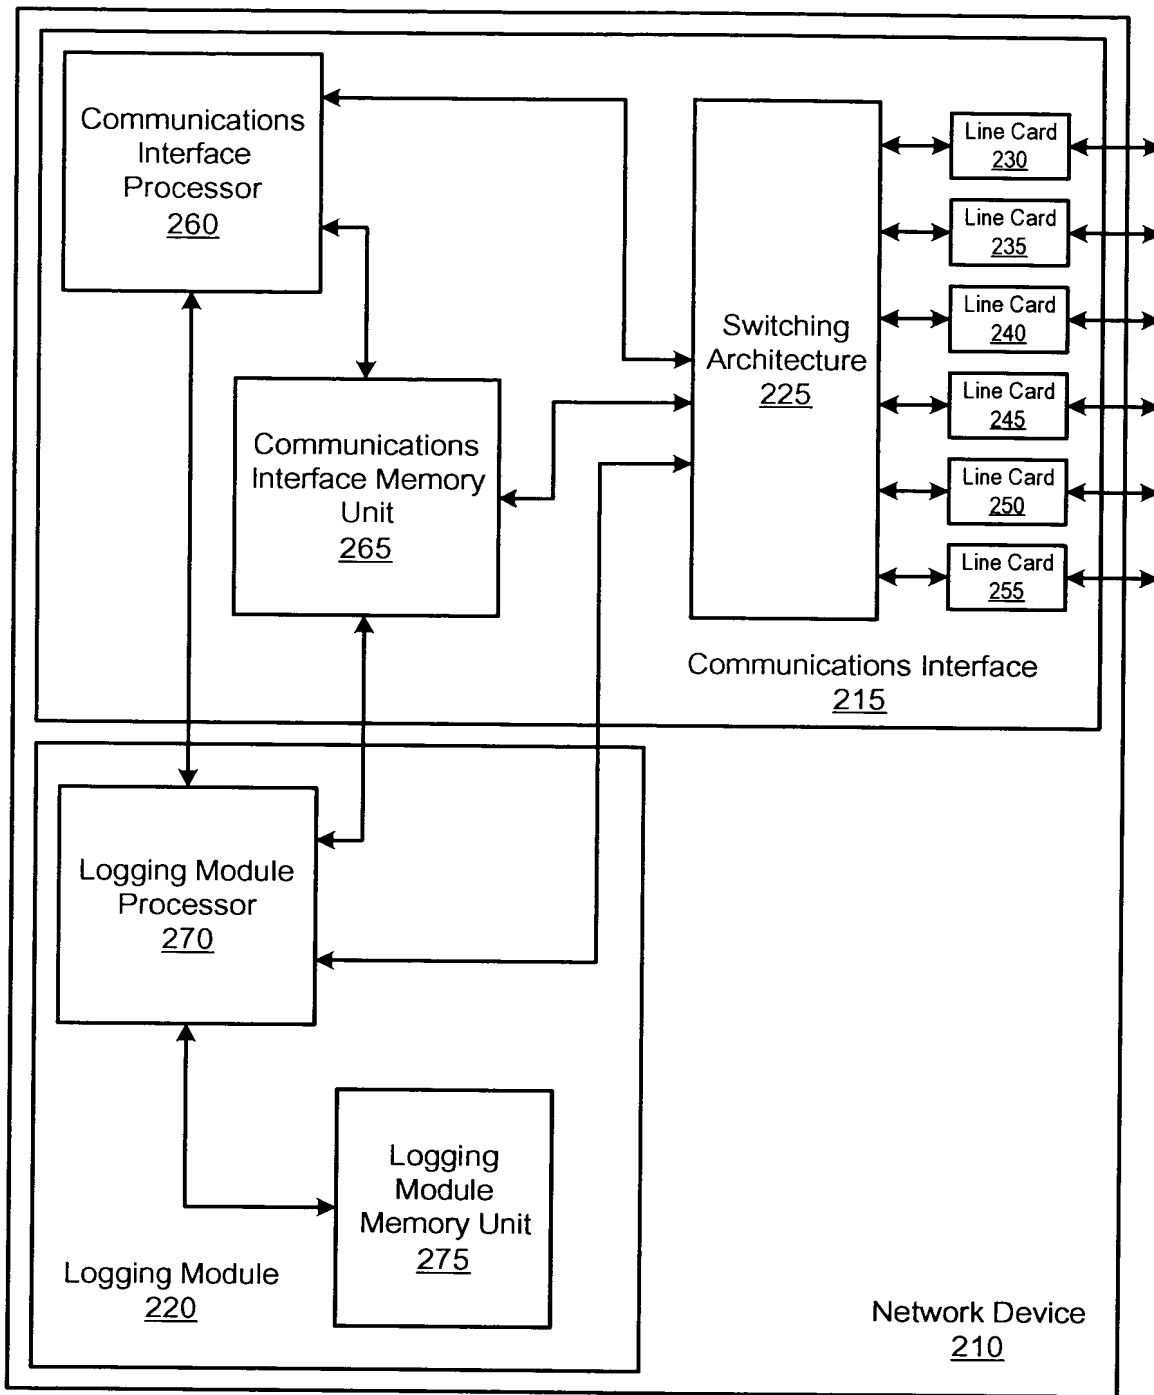 Communications
Interface
Processor
260
Communications
Interface Memory
Unit
265
Switching
Architecture
225
Line Card
230
Line Card
235
Line Card
240
Line Card
245
Line Card
250
Line Card
255
Communications Interface
215
Logging Module
Processor
270
Logging
Module
Memory Unit
275
Logging Module
220
Network Device
210